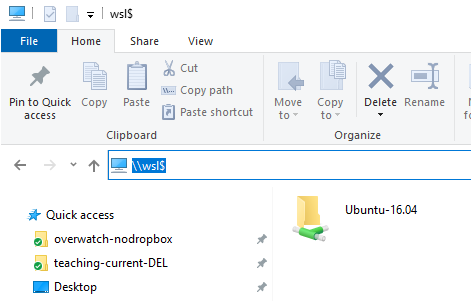 wsl$
File Home Share View
Pin to Quick access
Copy
Paste
Cut
Copy path
Paste shortcut
Clipboard
Move to
Copy to
Delete
Rename
Organize
\\wsl$
Quick access
overwatch-nodropbox
teaching-current-DEL
Desktop
Ubuntu-16.04